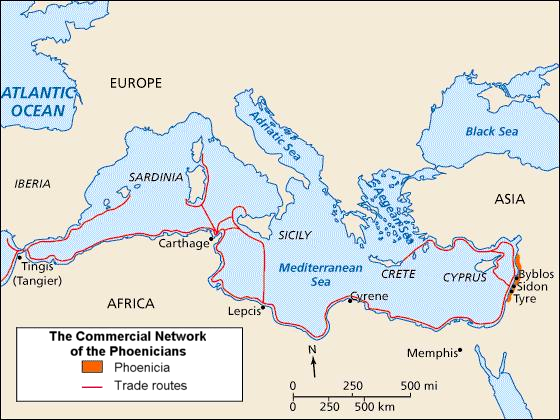 EUROPE
ATLANTIC
OCEAN
Adriatic Sea
Black Sea
IBERIA
SARDINIA
ASIA
Aegean Sea
SICILY
Carthage
Mediterranean
Sea
CRETE
CYPRUS
Tingis
(Tangier)
Byblos
Sidon
Tyre
AFRICA
Lepcis
Cyrene
Memphis
The Commercial Network
of the Phoenicians
Phoenicia
Trade routes
N
0 250 500 mi
0 250 500 km